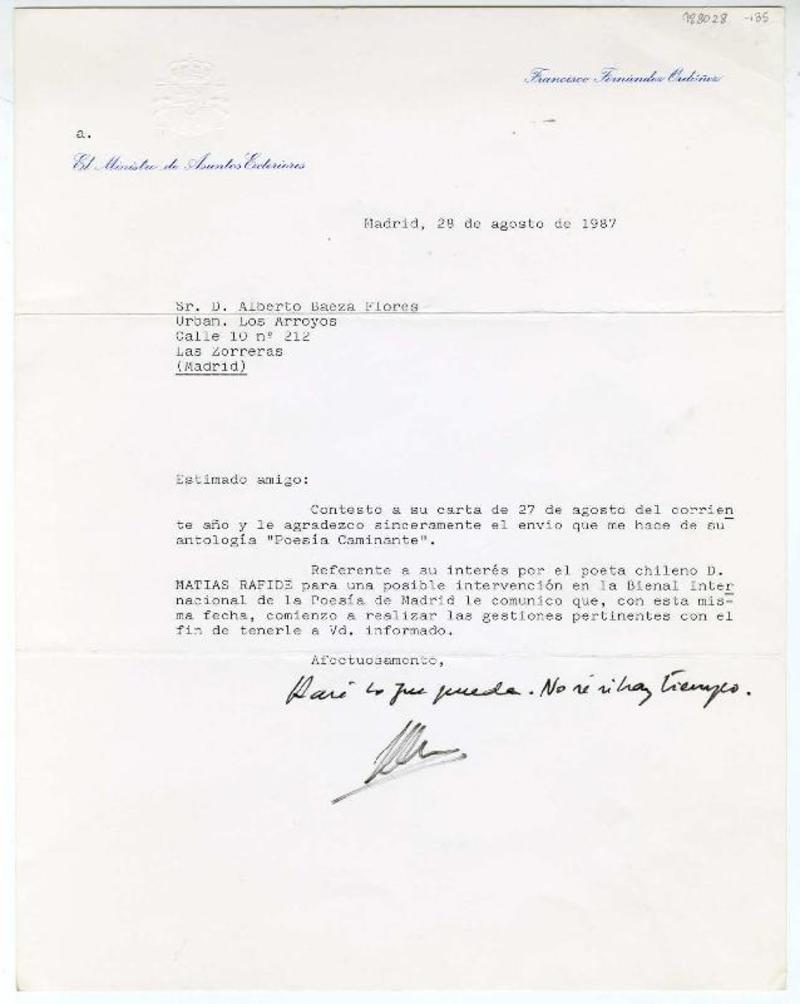 788028 -135
Francisco Fernández Ordóñez
a.
El Ministro de Asuntos Exteriores
Madrid, 28 de agosto de 1987
Sr. D. Alberto Baeza Flores
Urban. Los Arroyos
Calle 10 nº 212
Las Zorreras
(Madrid)
Estimado amigo:
Contesto a su carta de 27 de agosto del corrien
te año y le agradezco sinceramente el envío que me hace de su
antología "Poesía Caminante".
Referente a su interés por el poeta chileno D.
MATIAS RAFIDE para una posible intervención en la Bienal Inter
nacional de la Poesía de Madrid le comunico que, con esta mis-
ma fecha, comienzo a realizar las gestiones pertinentes con el
fin de tenerle a Vd. informado.
Afectuosamente,
Haré lo que pueda. No sé si hay tiempo.